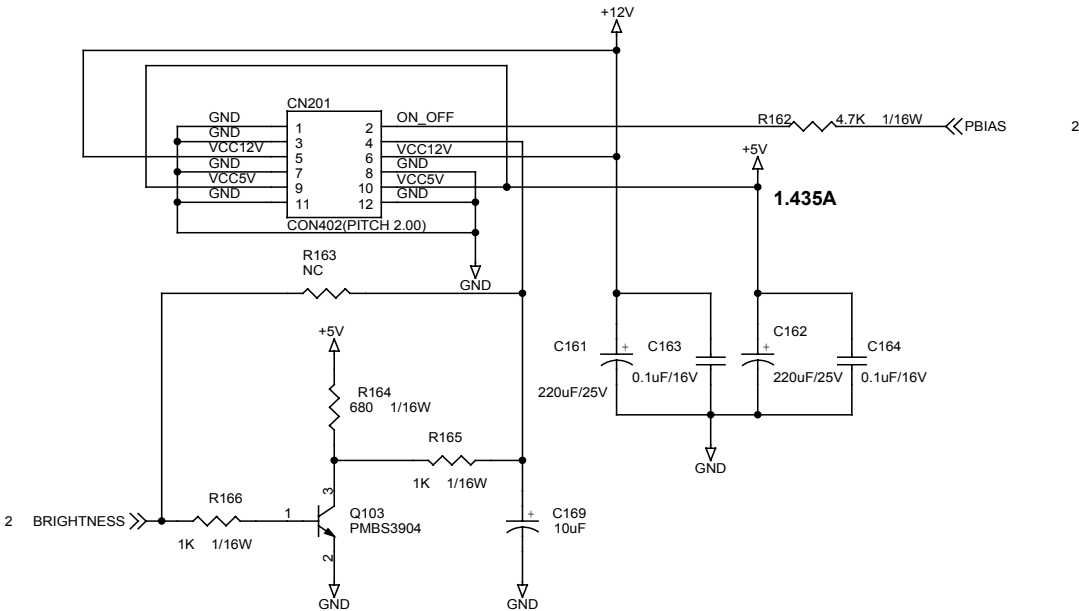 +12V
CN201
GND 1 2 ON_OFF
GND 3 4
VCC12V 5 6 VCC12V
GND 7 8 GND
VCC5V 9 10 VCC5V
GND 11 12 GND
CON402(PITCH 2.00)
R162 4.7K 1/16W PBIAS 2
+5V
1.435A
GND
R163
NC
+5V
R164
680 1/16W
R165
1K 1/16W
C161 +
220uF/25V
C163
0.1uF/16V
C162
+
220uF/25V
C164
0.1uF/16V
GND
2 BRIGHTNESS
R166
1K 1/16W
1
3
2
Q103
PMBS3904
+ C169
10uF
GND
GND